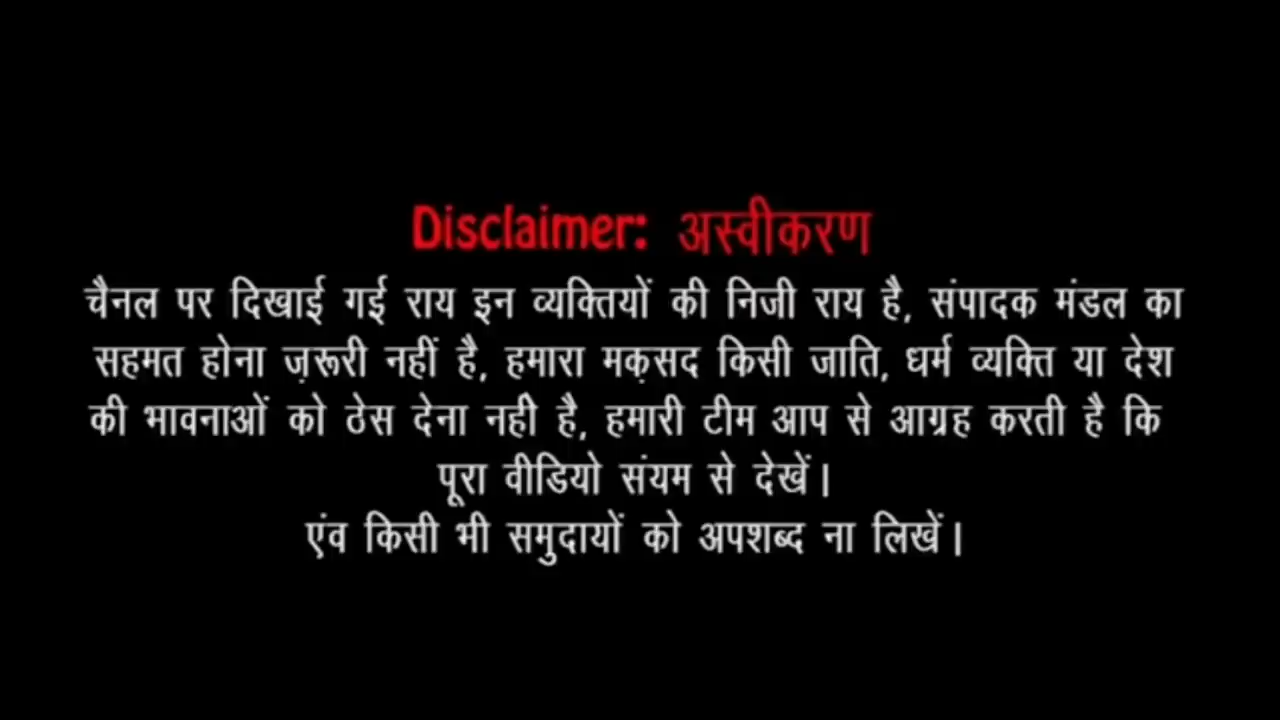 Disclaimer: अस्वीकरण
चैनल पर दिखाई गई राय इन व्यक्तियों की निजी राय है, संपादक मंडल का
सहमत होना ज़रूरी नहीं है, हमारा मक़सद किसी जाति, धर्म व्यक्ति या देश
की भावनाओं को ठेस देना नही है, हमारी टीम आप से आग्रह करती है कि
पूरा वीडियो संयम से देखें।
एंव किसी भी समुदायों को अपशब्द ना लिखें।